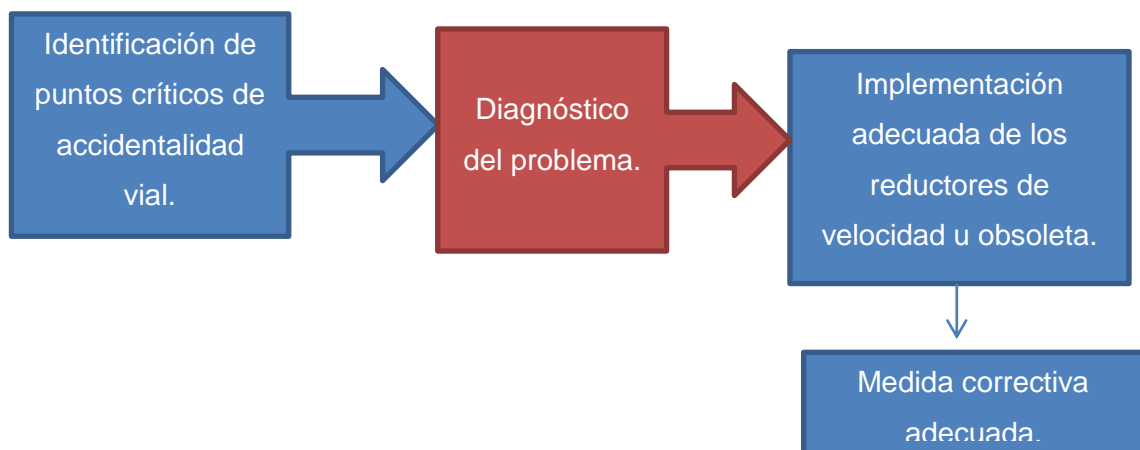 Identificación de
puntos críticos de
accidentalidad
vial.
Diagnóstico
del problema.
Implementación
adecuada de los
reductores de
velocidad u obsoleta.
Medida correctiva
adecuada.